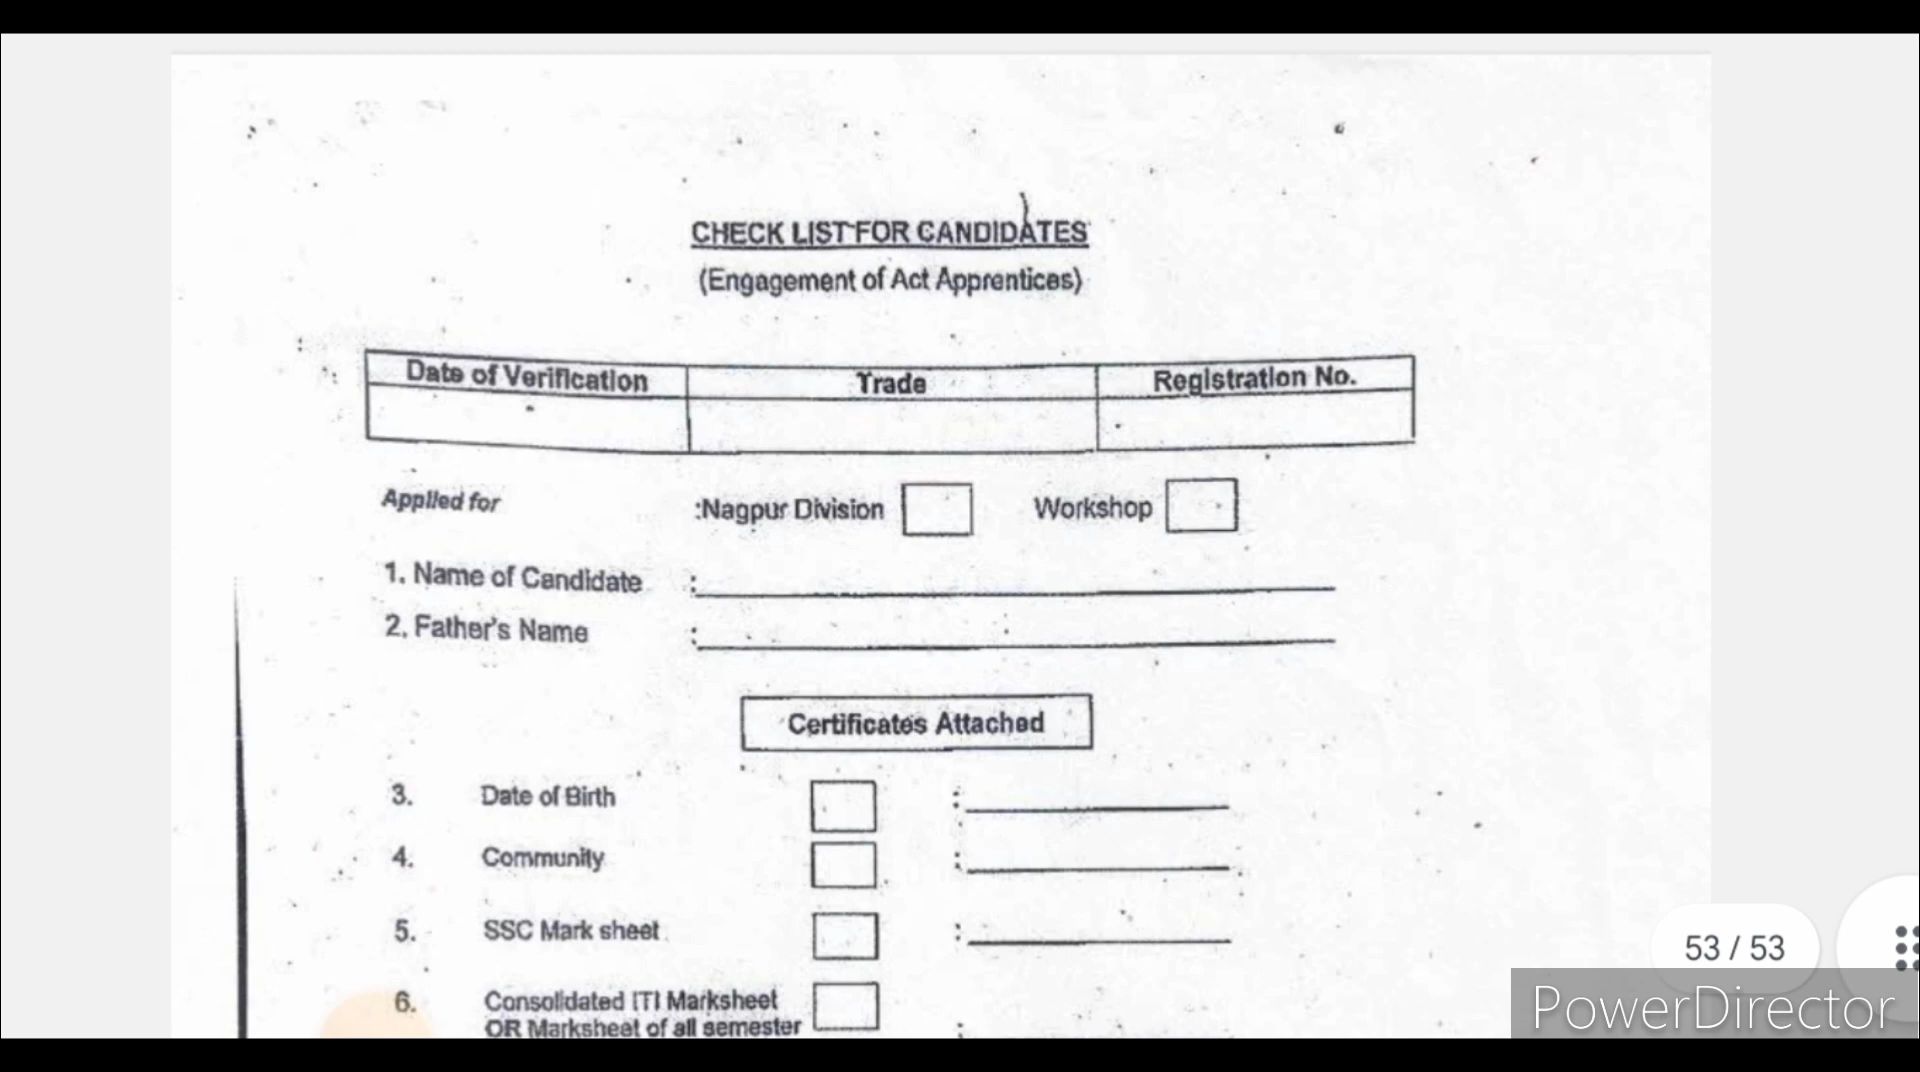 CHECK LIST FOR CANDIDATES
(Engagement of Act Apprentices)
Date of Verification Trade Registration No.
Applied for :Nagpur Division Workshop
1. Name of Candidate :
2. Father's Name :
Certificates Attached
3. Date of Birth :
4. Community :
5. SSC Mark sheet :
6. Consolidated ITI Marksheet
OR Marksheet of all semester :
53 / 53
PowerDirector